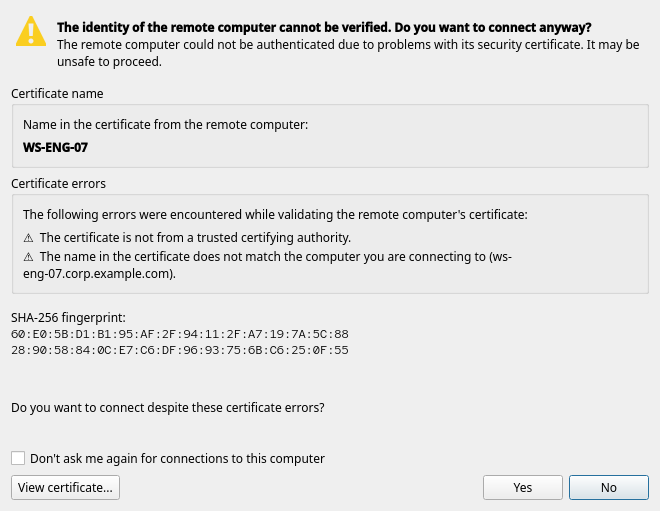 The identity of the remote computer cannot be verified. Do you want to connect anyway?
The remote computer could not be authenticated due to problems with its security certificate. It may be
unsafe to proceed.
Certificate name
Name in the certificate from the remote computer:
WS-ENG-07
Certificate errors
The following errors were encountered while validating the remote computer's certificate:
⚠ The certificate is not from a trusted certifying authority.
⚠ The name in the certificate does not match the computer you are connecting to (ws-
eng-07.corp.example.com).
SHA-256 fingerprint:
60:E0:5B:D1:B1:95:AF:2F:94:11:2F:A7:19:7A:5C:88
28:90:58:84:0C:E7:C6:DF:96:93:75:6B:C6:25:0F:55
Do you want to connect despite these certificate errors?
Don't ask me again for connections to this computer
View certificate...
Yes
No